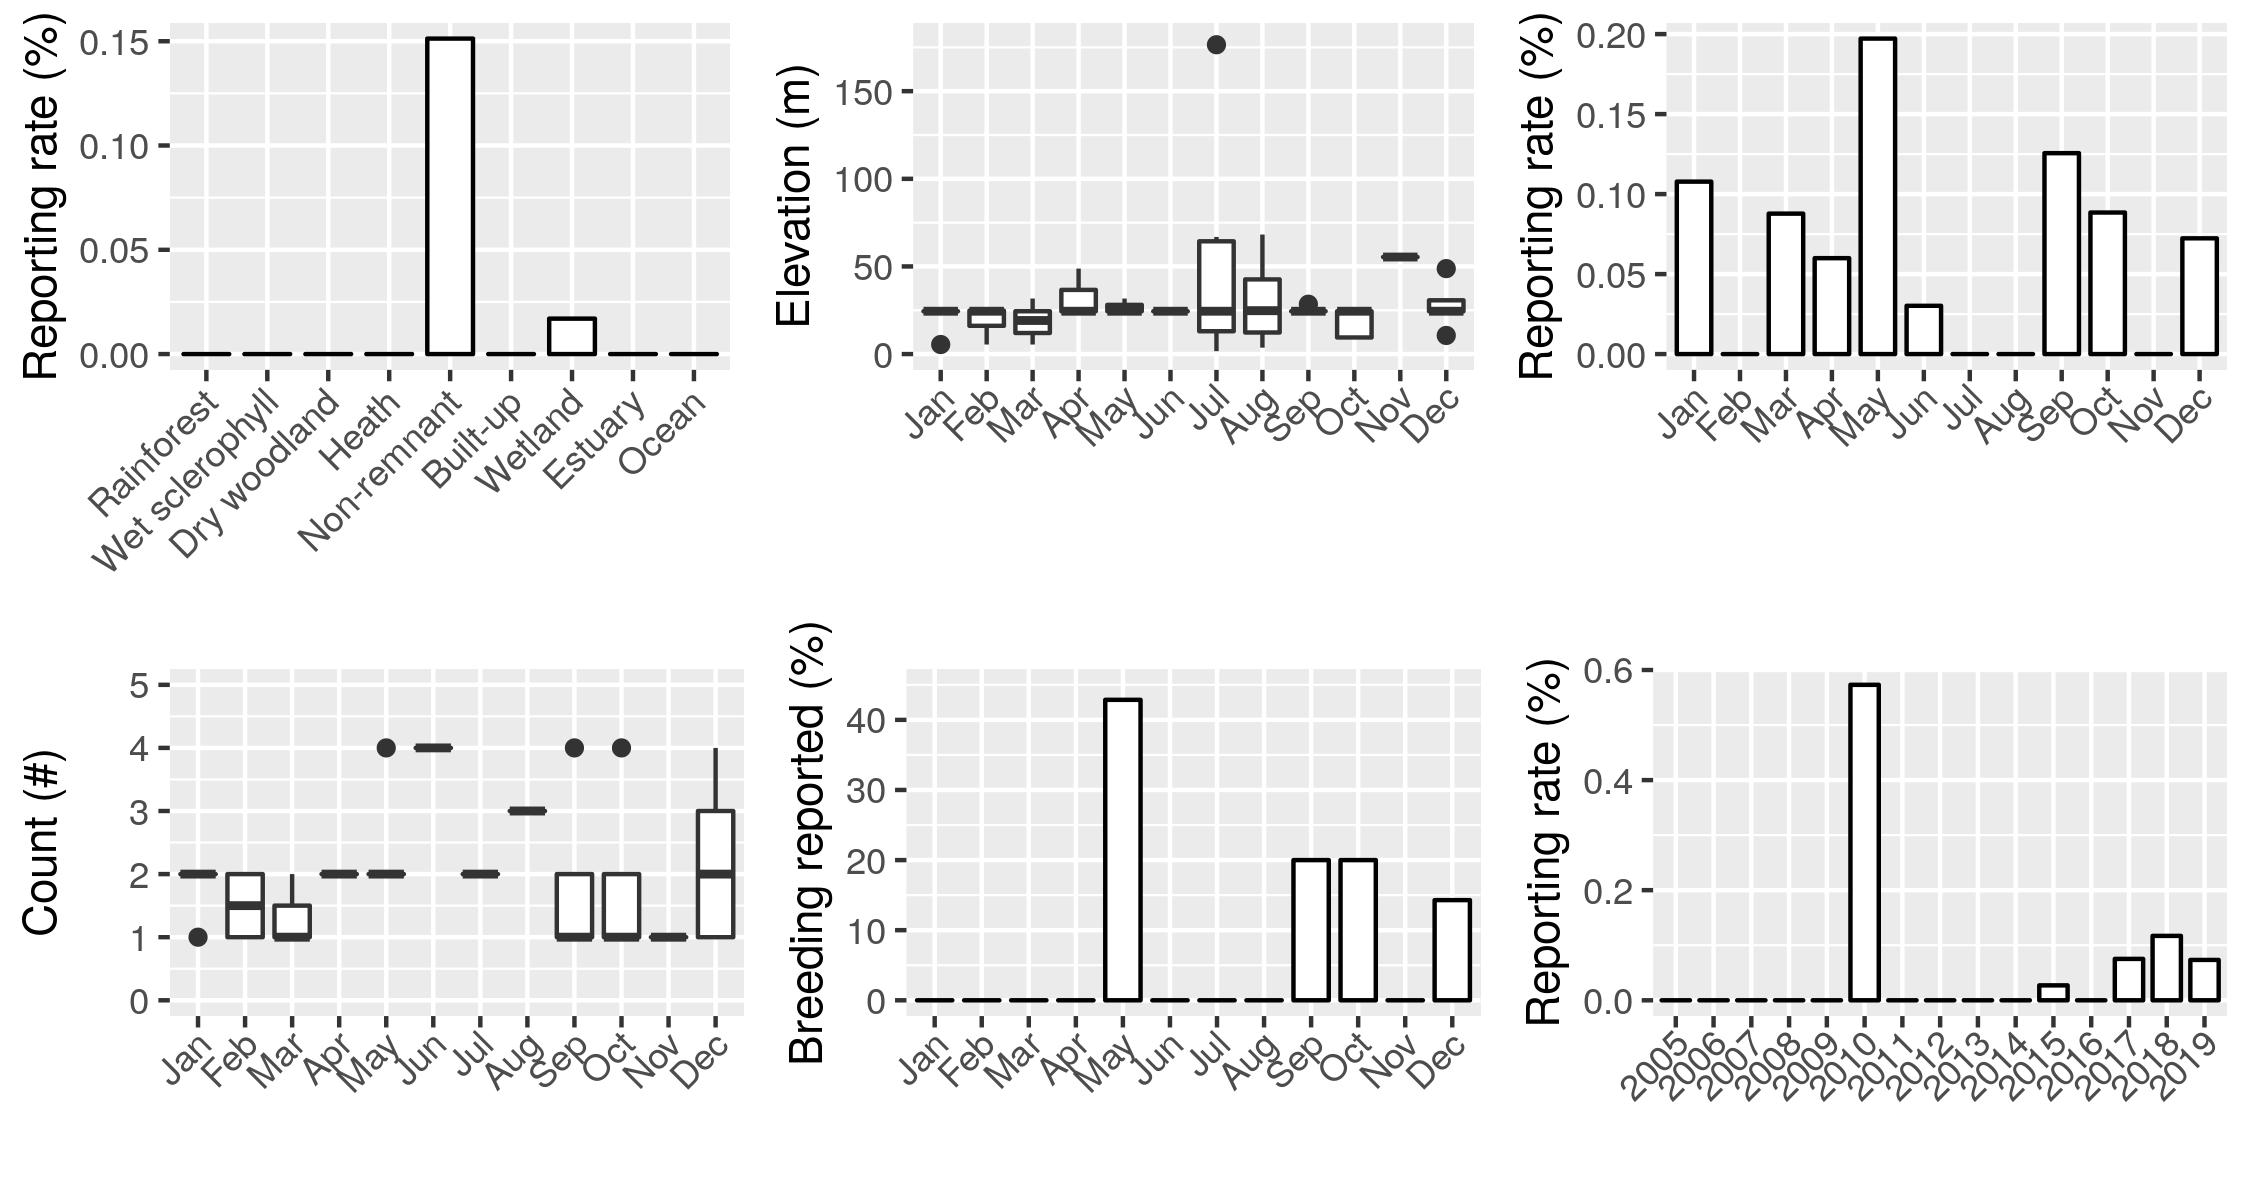 Reporting rate (%)
0.15
0.10
0.05
0.00
Rainforest
Wet sclerophyll
Dry woodland
Heath
Non-remnant
Built-up
Wetland
Estuary
Ocean
Elevation (m)
150
100
50
0
Jan
Feb
Mar
Apr
May
Jun
Jul
Aug
Sep
Oct
Nov
Dec
Reporting rate (%)
0.20
0.15
0.10
0.05
0.00
Jan
Feb
Mar
Apr
May
Jun
Jul
Aug
Sep
Oct
Nov
Dec
Count (#)
5
4
3
2
1
0
Jan
Feb
Mar
Apr
May
Jun
Jul
Aug
Sep
Oct
Nov
Dec
Breeding reported (%)
40
30
20
10
0
Jan
Feb
Mar
Apr
May
Jun
Jul
Aug
Sep
Oct
Nov
Dec
Reporting rate (%)
0.6
0.4
0.2
0.0
2005
2006
2007
2008
2009
2010
2011
2012
2013
2014
2015
2016
2017
2018
2019